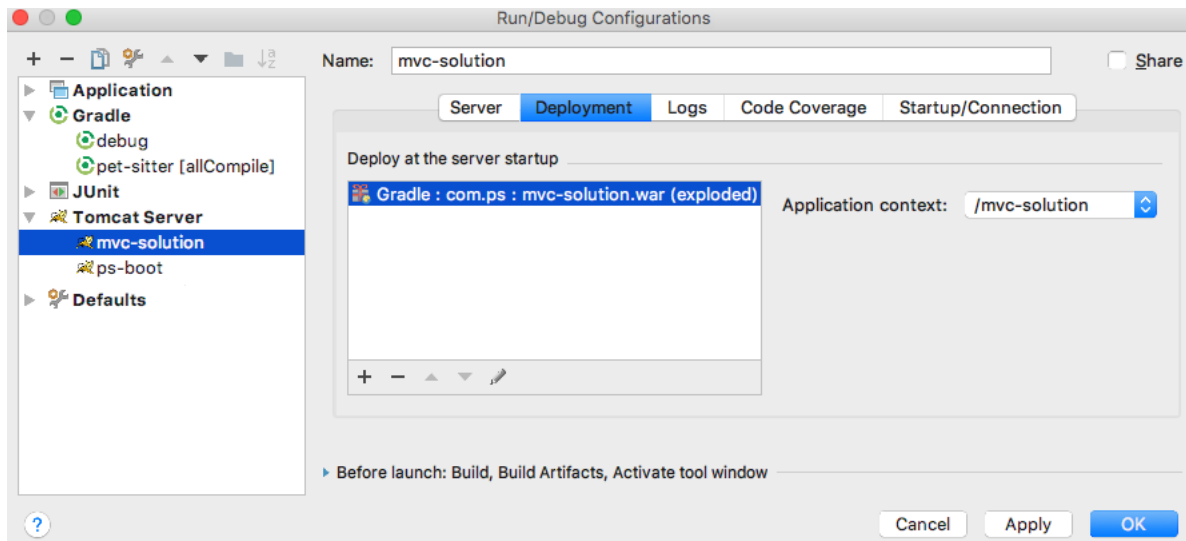 Run/Debug Configurations
Name: mvc-solution Share
Application
Gradle
debug
pet-sitter [allCompile]
JUnit
Tomcat Server
mvc-solution
ps-boot
Defaults
Server Deployment Logs Code Coverage Startup/Connection
Deploy at the server startup
Gradle : com.ps : mvc-solution.war (exploded)
Application context: /mvc-solution
Before launch: Build, Build Artifacts, Activate tool window
? Cancel Apply OK